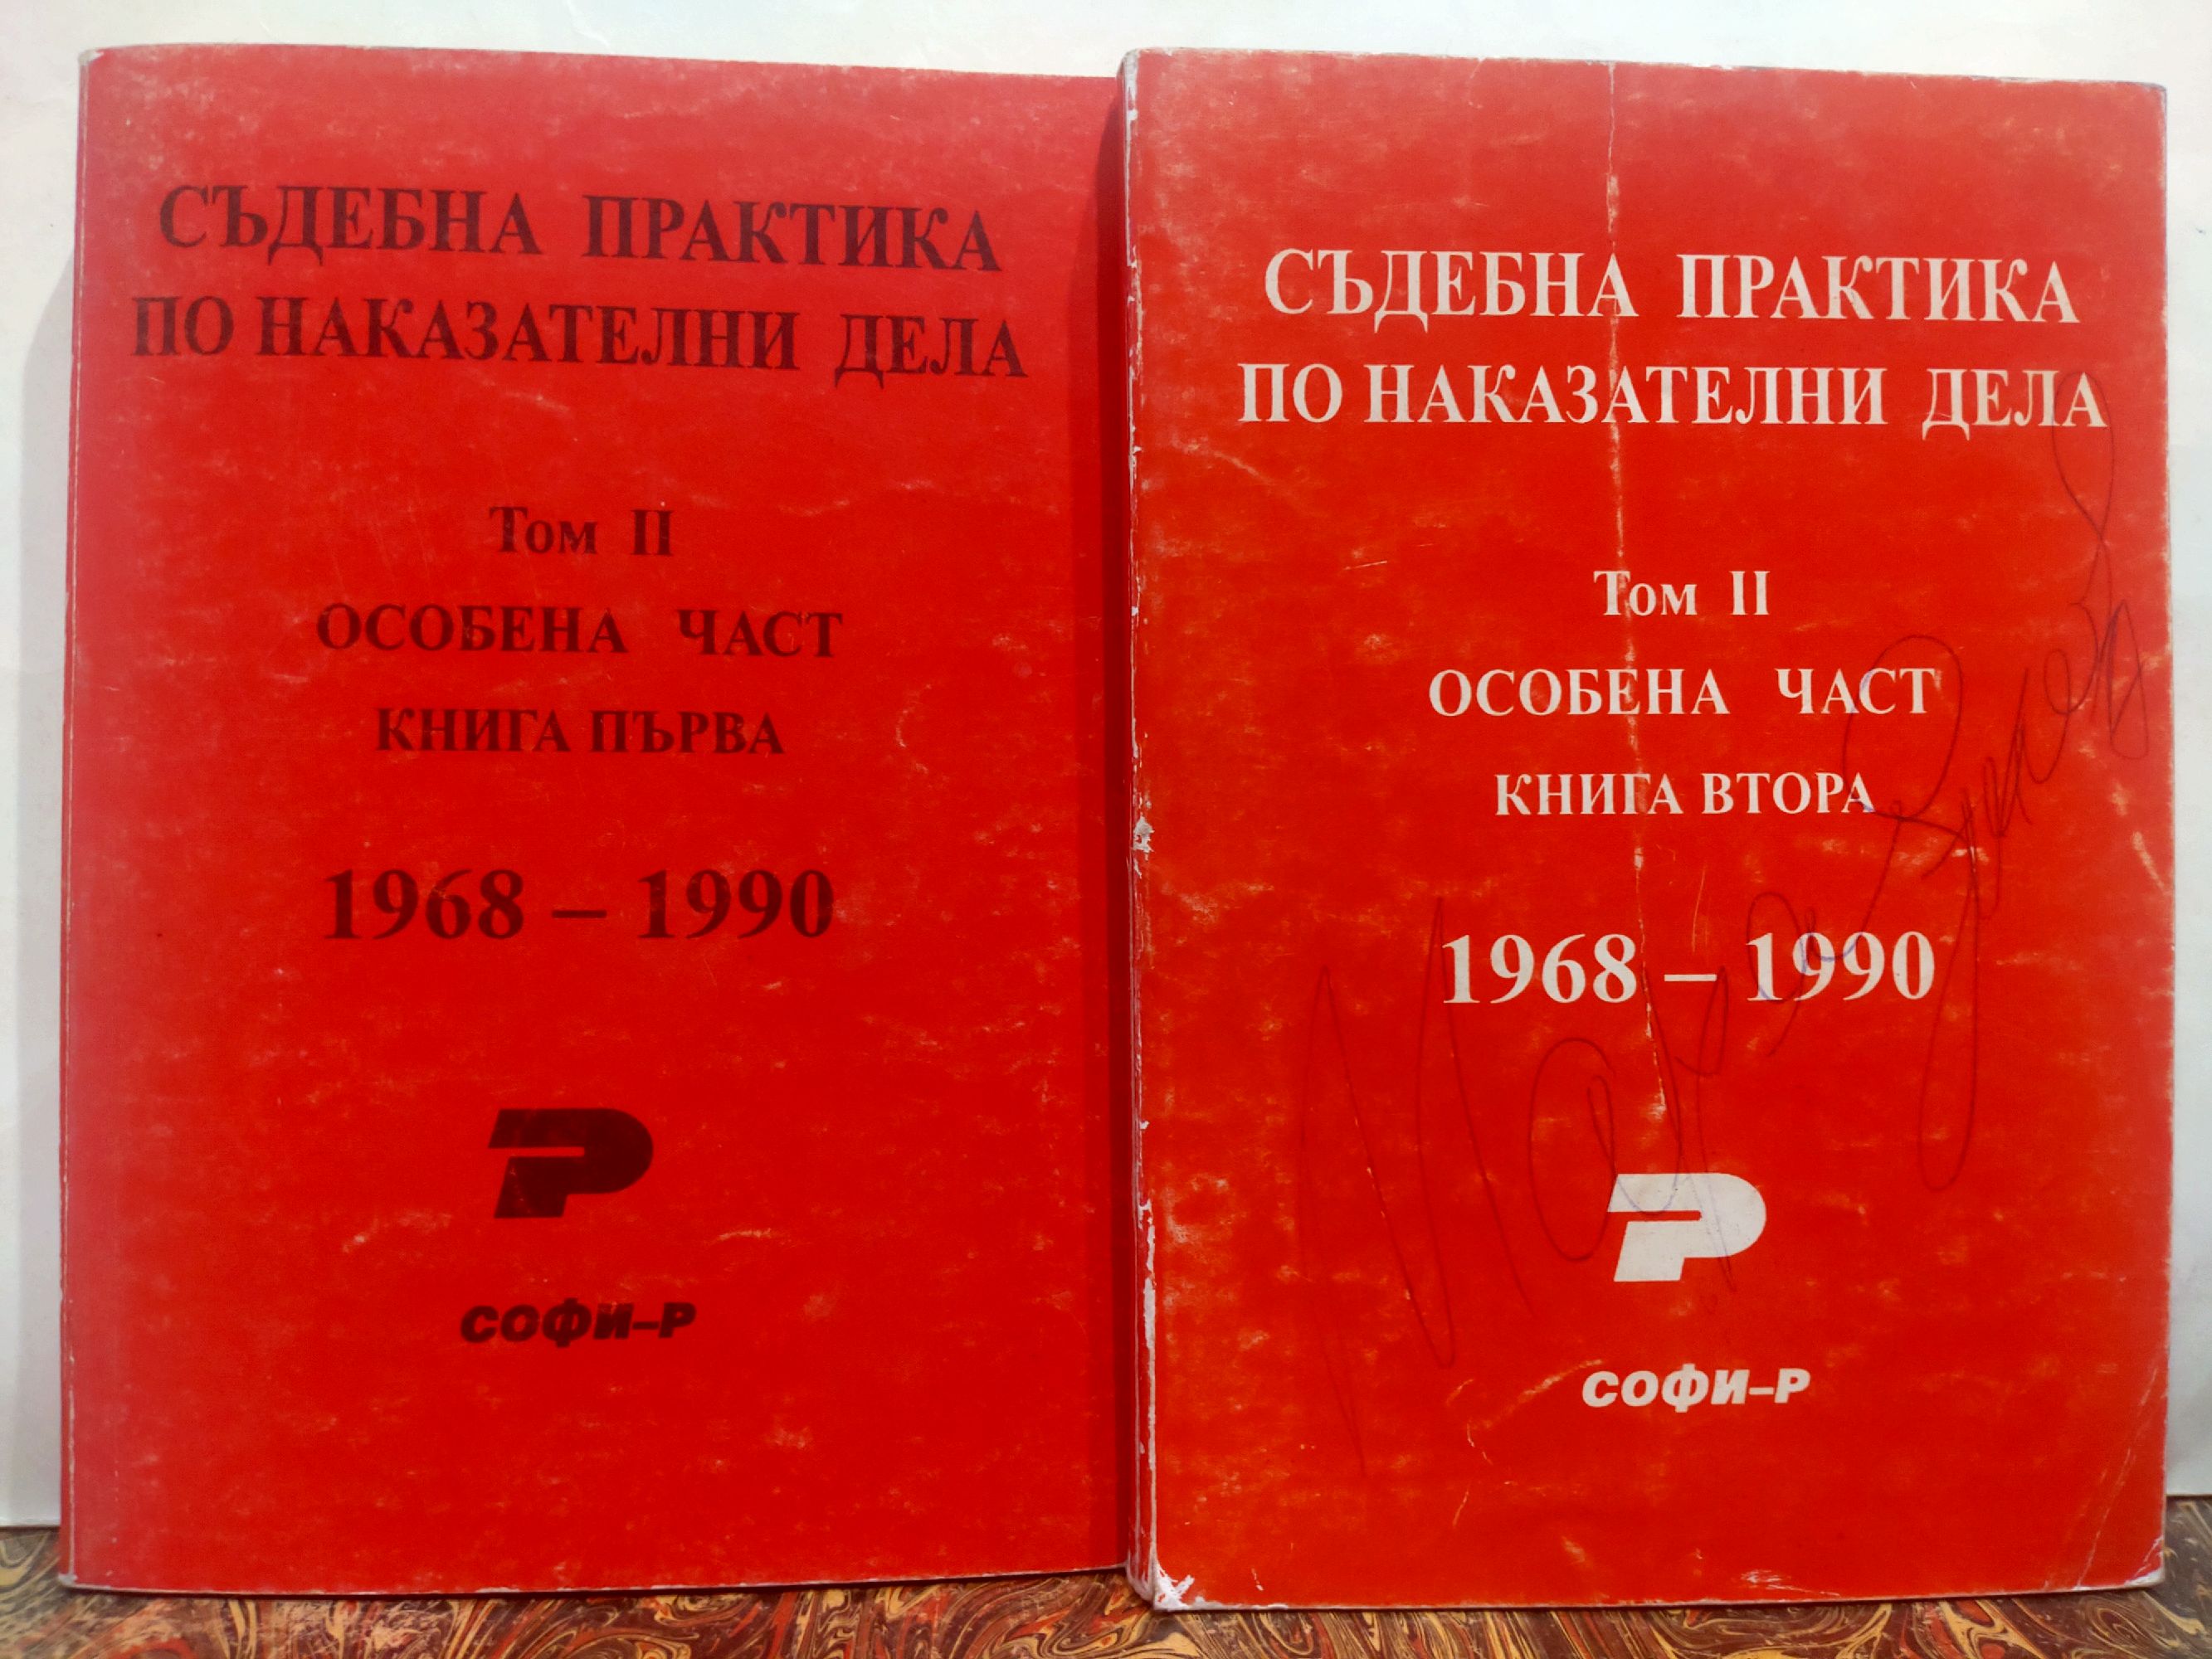 СЪДЕБНА ПРАКТИКА
ПО НАКАЗАТЕЛНИ ДЕЛА
Том II
ОСОБЕНА ЧАСТ
КНИГА ПЪРВА
1968 – 1990
Р
СОФИ–Р
СЪДЕБНА ПРАКТИКА
ПО НАКАЗАТЕЛНИ ДЕЛА
Том II
ОСОБЕНА ЧАСТ
КНИГА ВТОРА
1968 – 1990
Р
СОФИ–Р